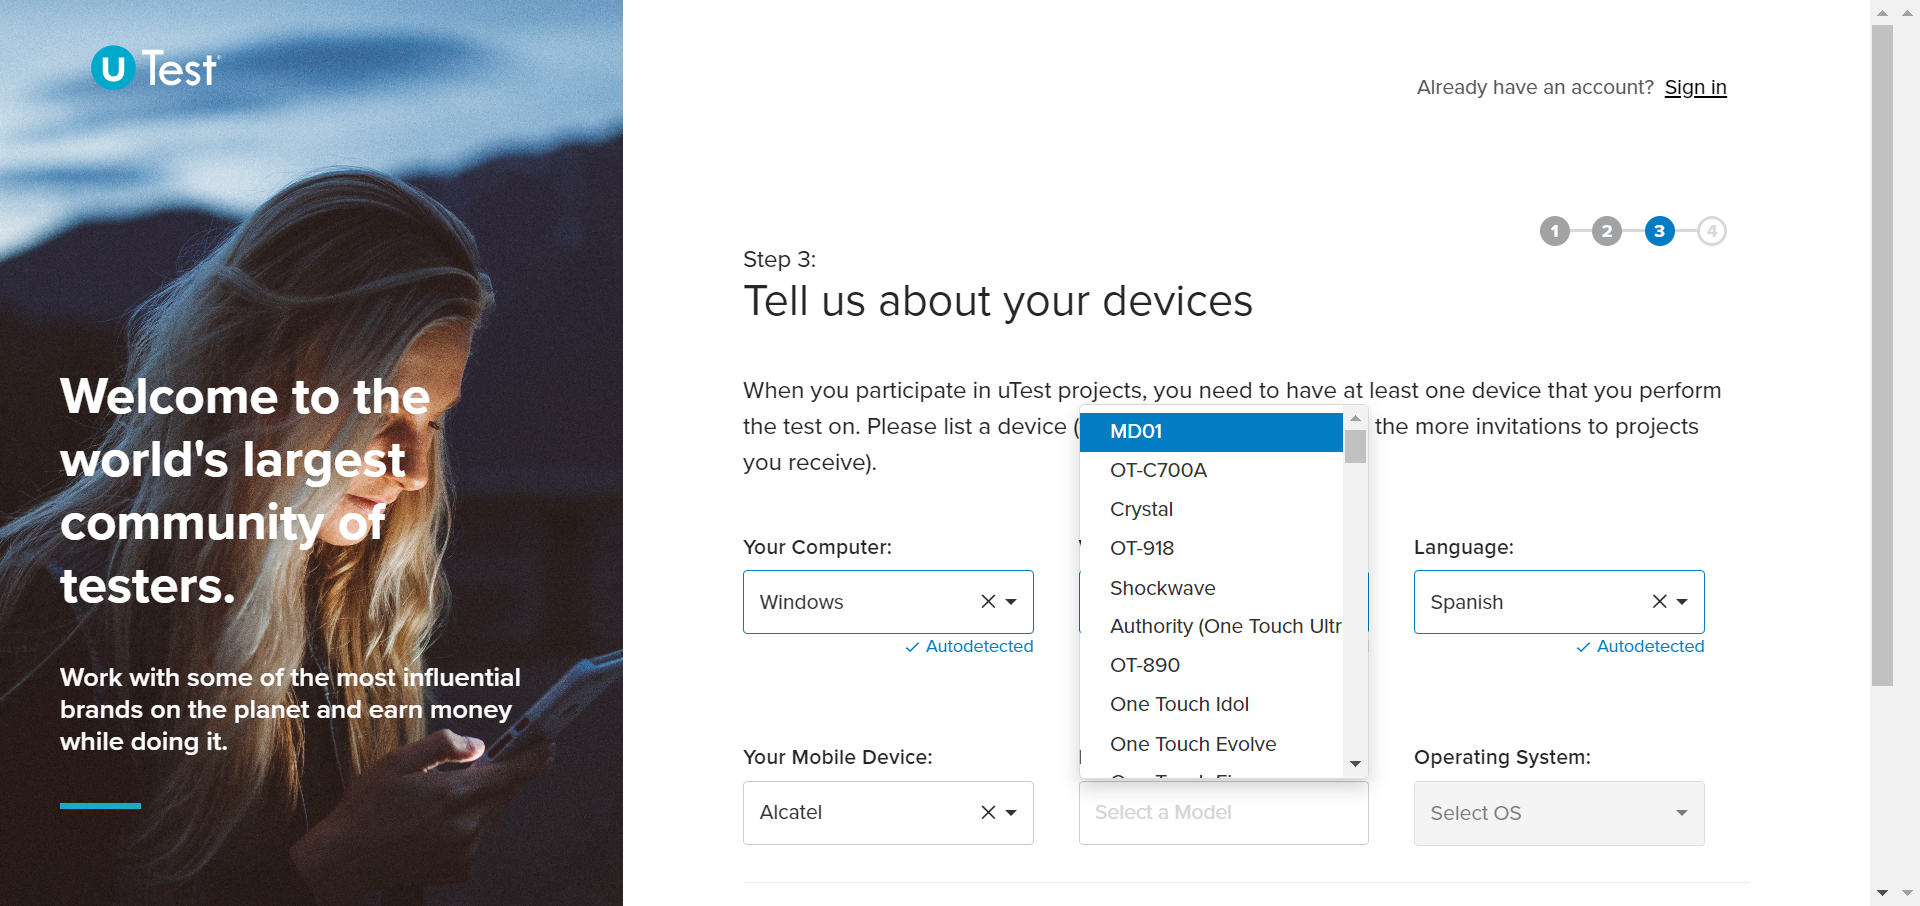 uTest
Welcome to the
world's largest
community of
testers.
Work with some of the most influential
brands on the planet and earn money
while doing it.
Already have an account? Sign in
1 2 3 4
Step 3:
Tell us about your devices
When you participate in uTest projects, you need to have at least one device that you perform
the test on. Please list a device ( the more invitations to projects
you receive).
Your Computer:
Windows
Autodetected
Language:
Spanish
Autodetected
MD01
OT-C700A
Crystal
OT-918
Shockwave
Authority (One Touch Ultr
OT-890
One Touch Idol
One Touch Evolve
Your Mobile Device:
Alcatel
Select a Model
Operating System:
Select OS